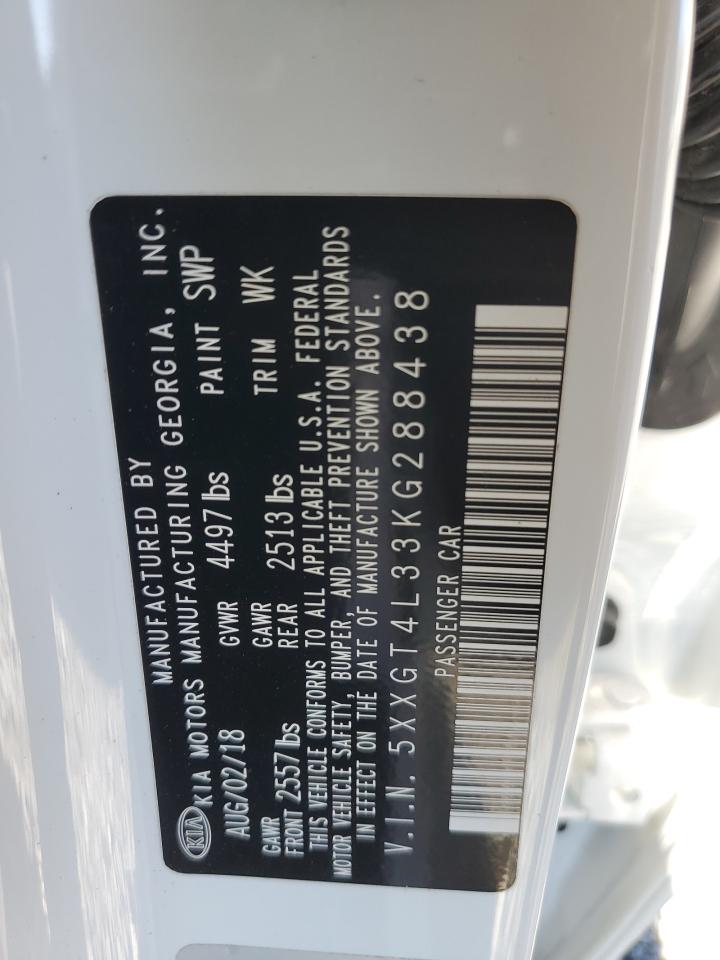 MANUFACTURED BY
KIA KIA MOTORS MANUFACTURING GEORGIA, INC.
AUG/02/18 GVWR 4497 lbs PAINT SWP
GAWR FRONT 2557 lbs GAWR REAR 2513 lbs TRIM WK
THIS VEHICLE CONFORMS TO ALL APPLICABLE U.S.A. FEDERAL
MOTOR VEHICLE SAFETY, BUMPER, AND THEFT PREVENTION STANDARDS
IN EFFECT ON THE DATE OF MANUFACTURE SHOWN ABOVE.
V.I.N. 5XXGT4L33KG288438
PASSENGER CAR